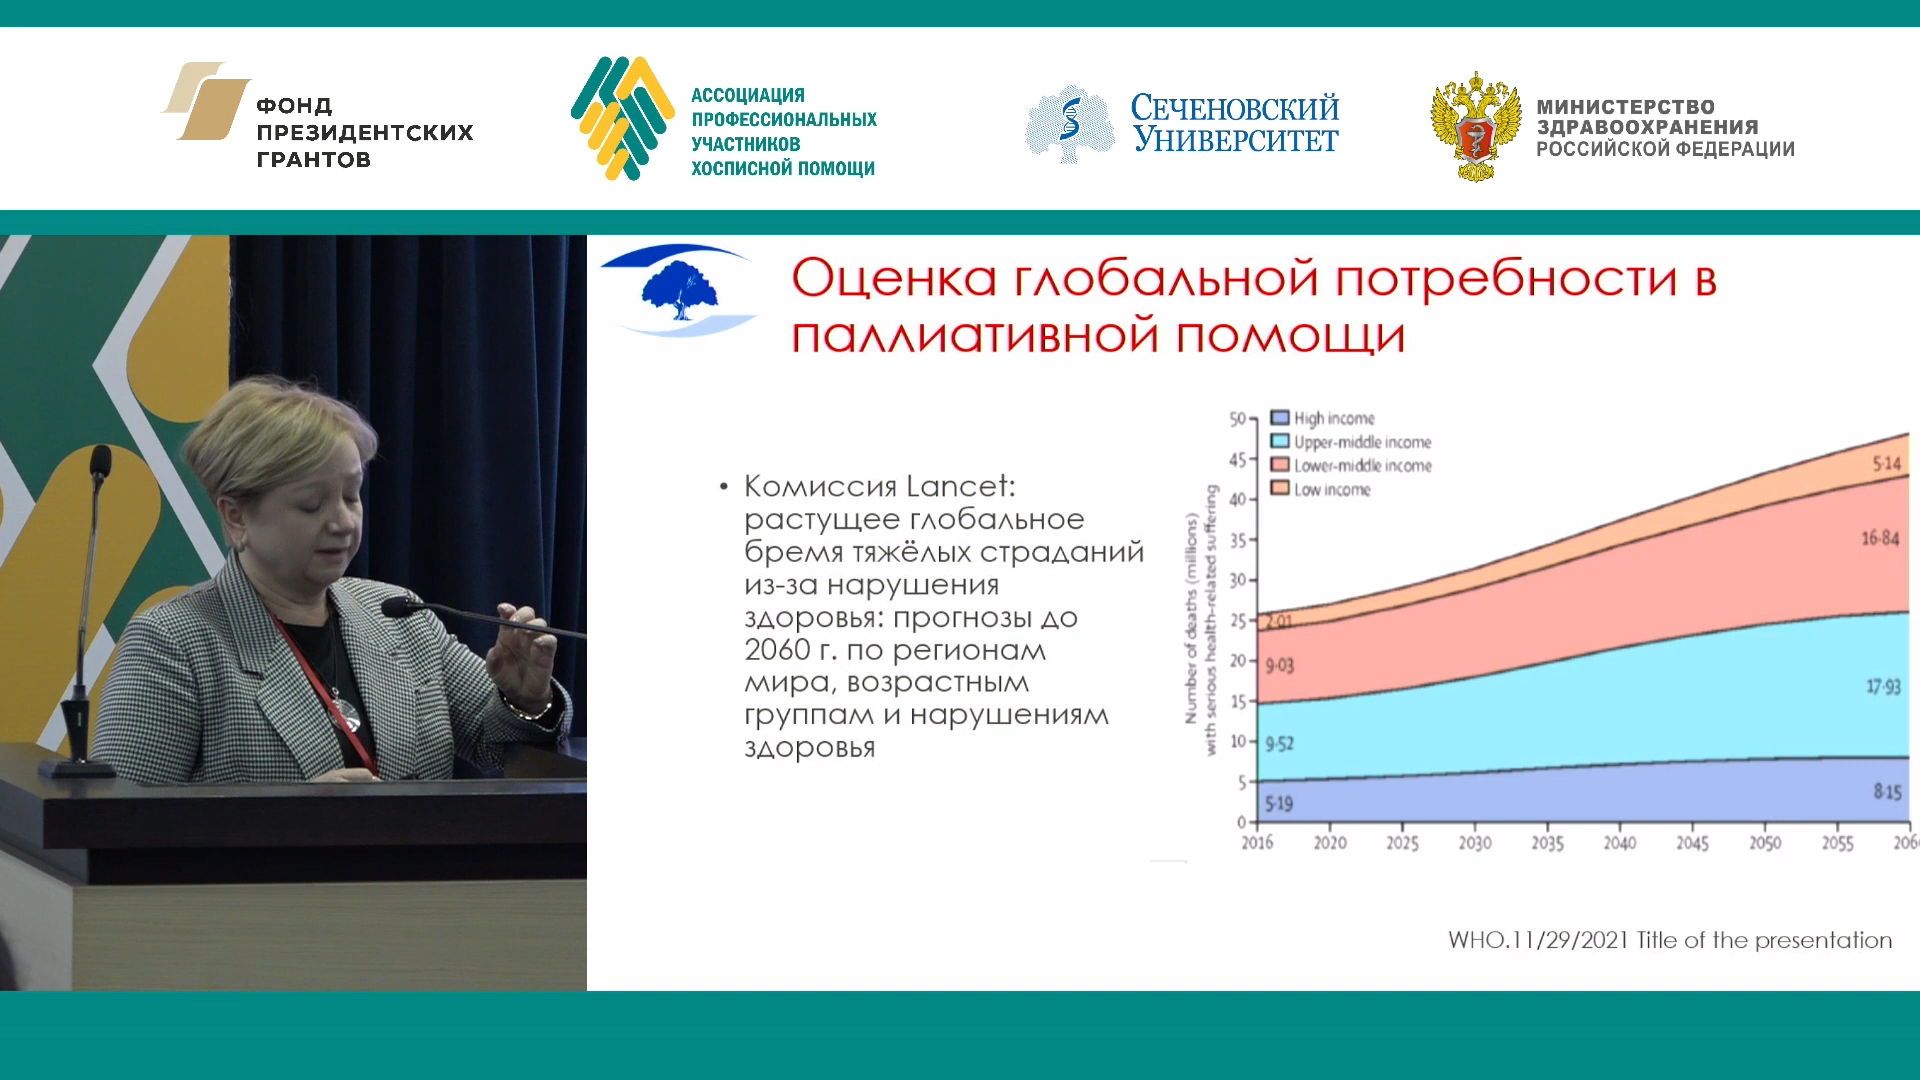 ФОНД
ПРЕЗИДЕНТСКИХ
ГРАНТОВ
АССОЦИАЦИЯ
ПРОФЕССИОНАЛЬНЫХ
УЧАСТНИКОВ
ХОСПИСНОЙ ПОМОЩИ
СЕЧЕНОВСКИЙ
УНИВЕРСИТЕТ
МИНИСТЕРСТВО
ЗДРАВООХРАНЕНИЯ
РОССИЙСКОЙ ФЕДЕРАЦИИ
Оценка глобальной потребности в
паллиативной помощи
• Комиссия Lancet:
растущее глобальное
бремя тяжёлых страданий
из-за нарушения
здоровья: прогнозы до
2060 г. по регионам
мира, возрастным
группам и нарушениям
здоровья
Number of deaths (millions)
with serious health-related suffering
50
45
40
35
30
25
20
15
10
5
0
High income
Upper-middle income
Lower-middle income
Low income
2·01
9·03
9·52
5·19
5·14
16·84
17·93
8·15
2016 2020 2025 2030 2035 2040 2045 2050 2055 206
WHO.11/29/2021 Title of the presentation